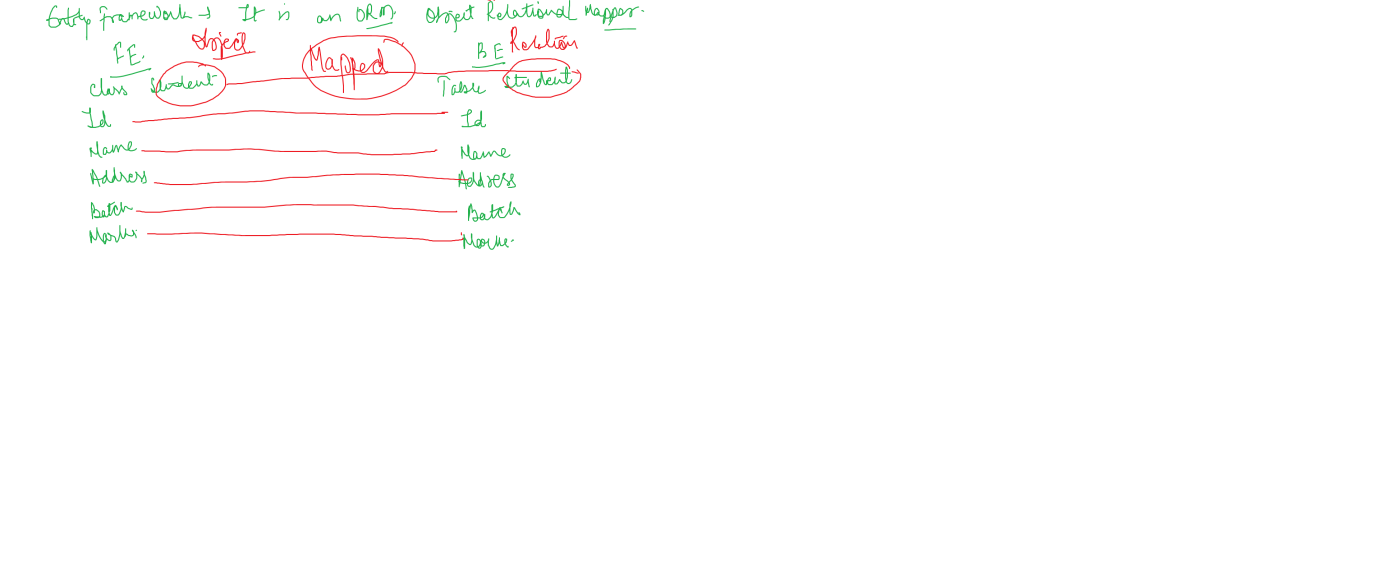 Entity Framework → It is an ORM. Object Relational Mapper.
FE. Object Mapped BE Relation
Class Student Table Student
Id Id
Name Name
Address Address
Batch Batch
Marks Marks.